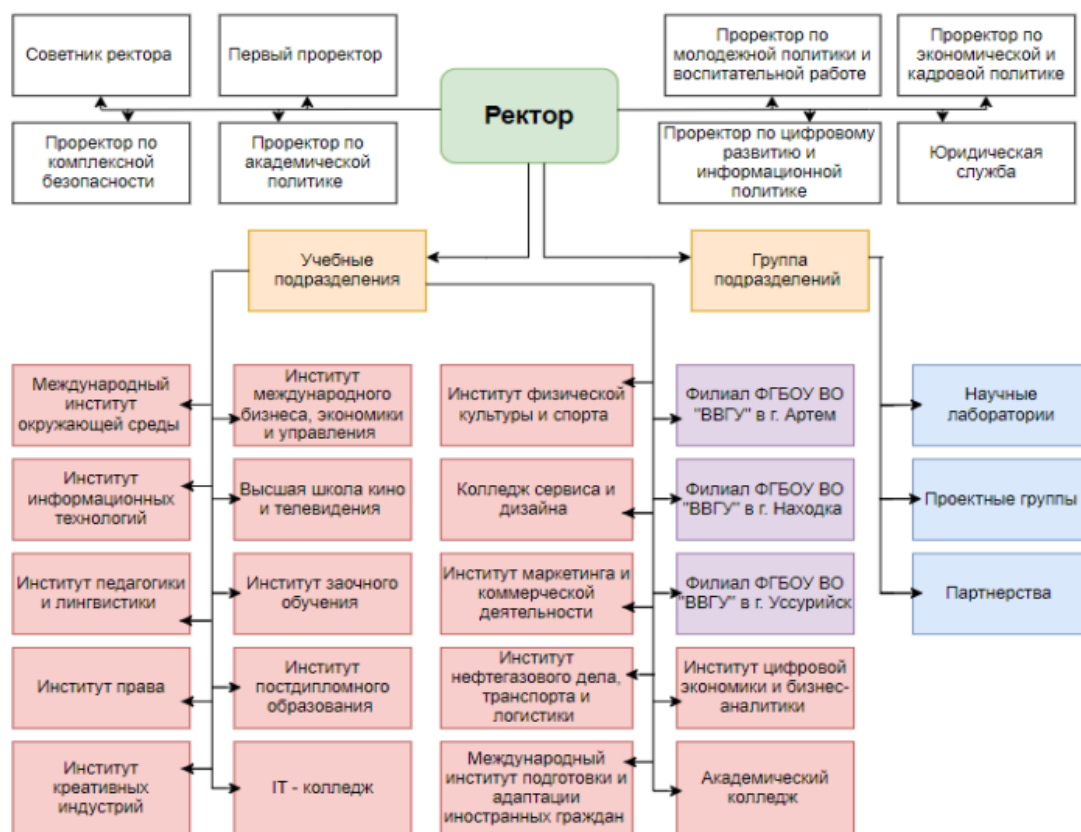 Советник ректора
Первый проректор
Проректор по
молодежной политики и
воспитательной работе
Проректор по
экономической и
кадровой политике
Ректор
Проректор по
комплексной
безопасности
Проректор по
академической
политике
Проректор по цифровому
развитию и
информационной
политике
Юридическая
служба
Учебные
подразделения
Группа
подразделений
Международный
институт
окружающей среды
Институт
международного
бизнеса, экономики
и управления
Институт физической
культуры и спорта
Филиал ФГБОУ ВО
"ВВГУ" в г. Артем
Научные
лаборатории
Институт
информационных
технологий
Высшая школа кино
и телевидения
Колледж сервиса и
дизайна
Филиал ФГБОУ ВО
"ВВГУ" в г. Находка
Проектные группы
Институт педагогики
и лингвистики
Институт заочного
обучения
Институт маркетинга и
коммерческой
деятельности
Филиал ФГБОУ ВО
"ВВГУ" в г. Уссурийск
Партнерства
Институт права
Институт
постдипломного
образования
Институт
нефтегазового дела,
транспорта и
логистики
Институт цифровой
экономики и бизнес-
аналитики
Институт
креативных
индустрий
IT - колледж
Международный
институт подготовки и
адаптации
иностранных граждан
Академический
колледж